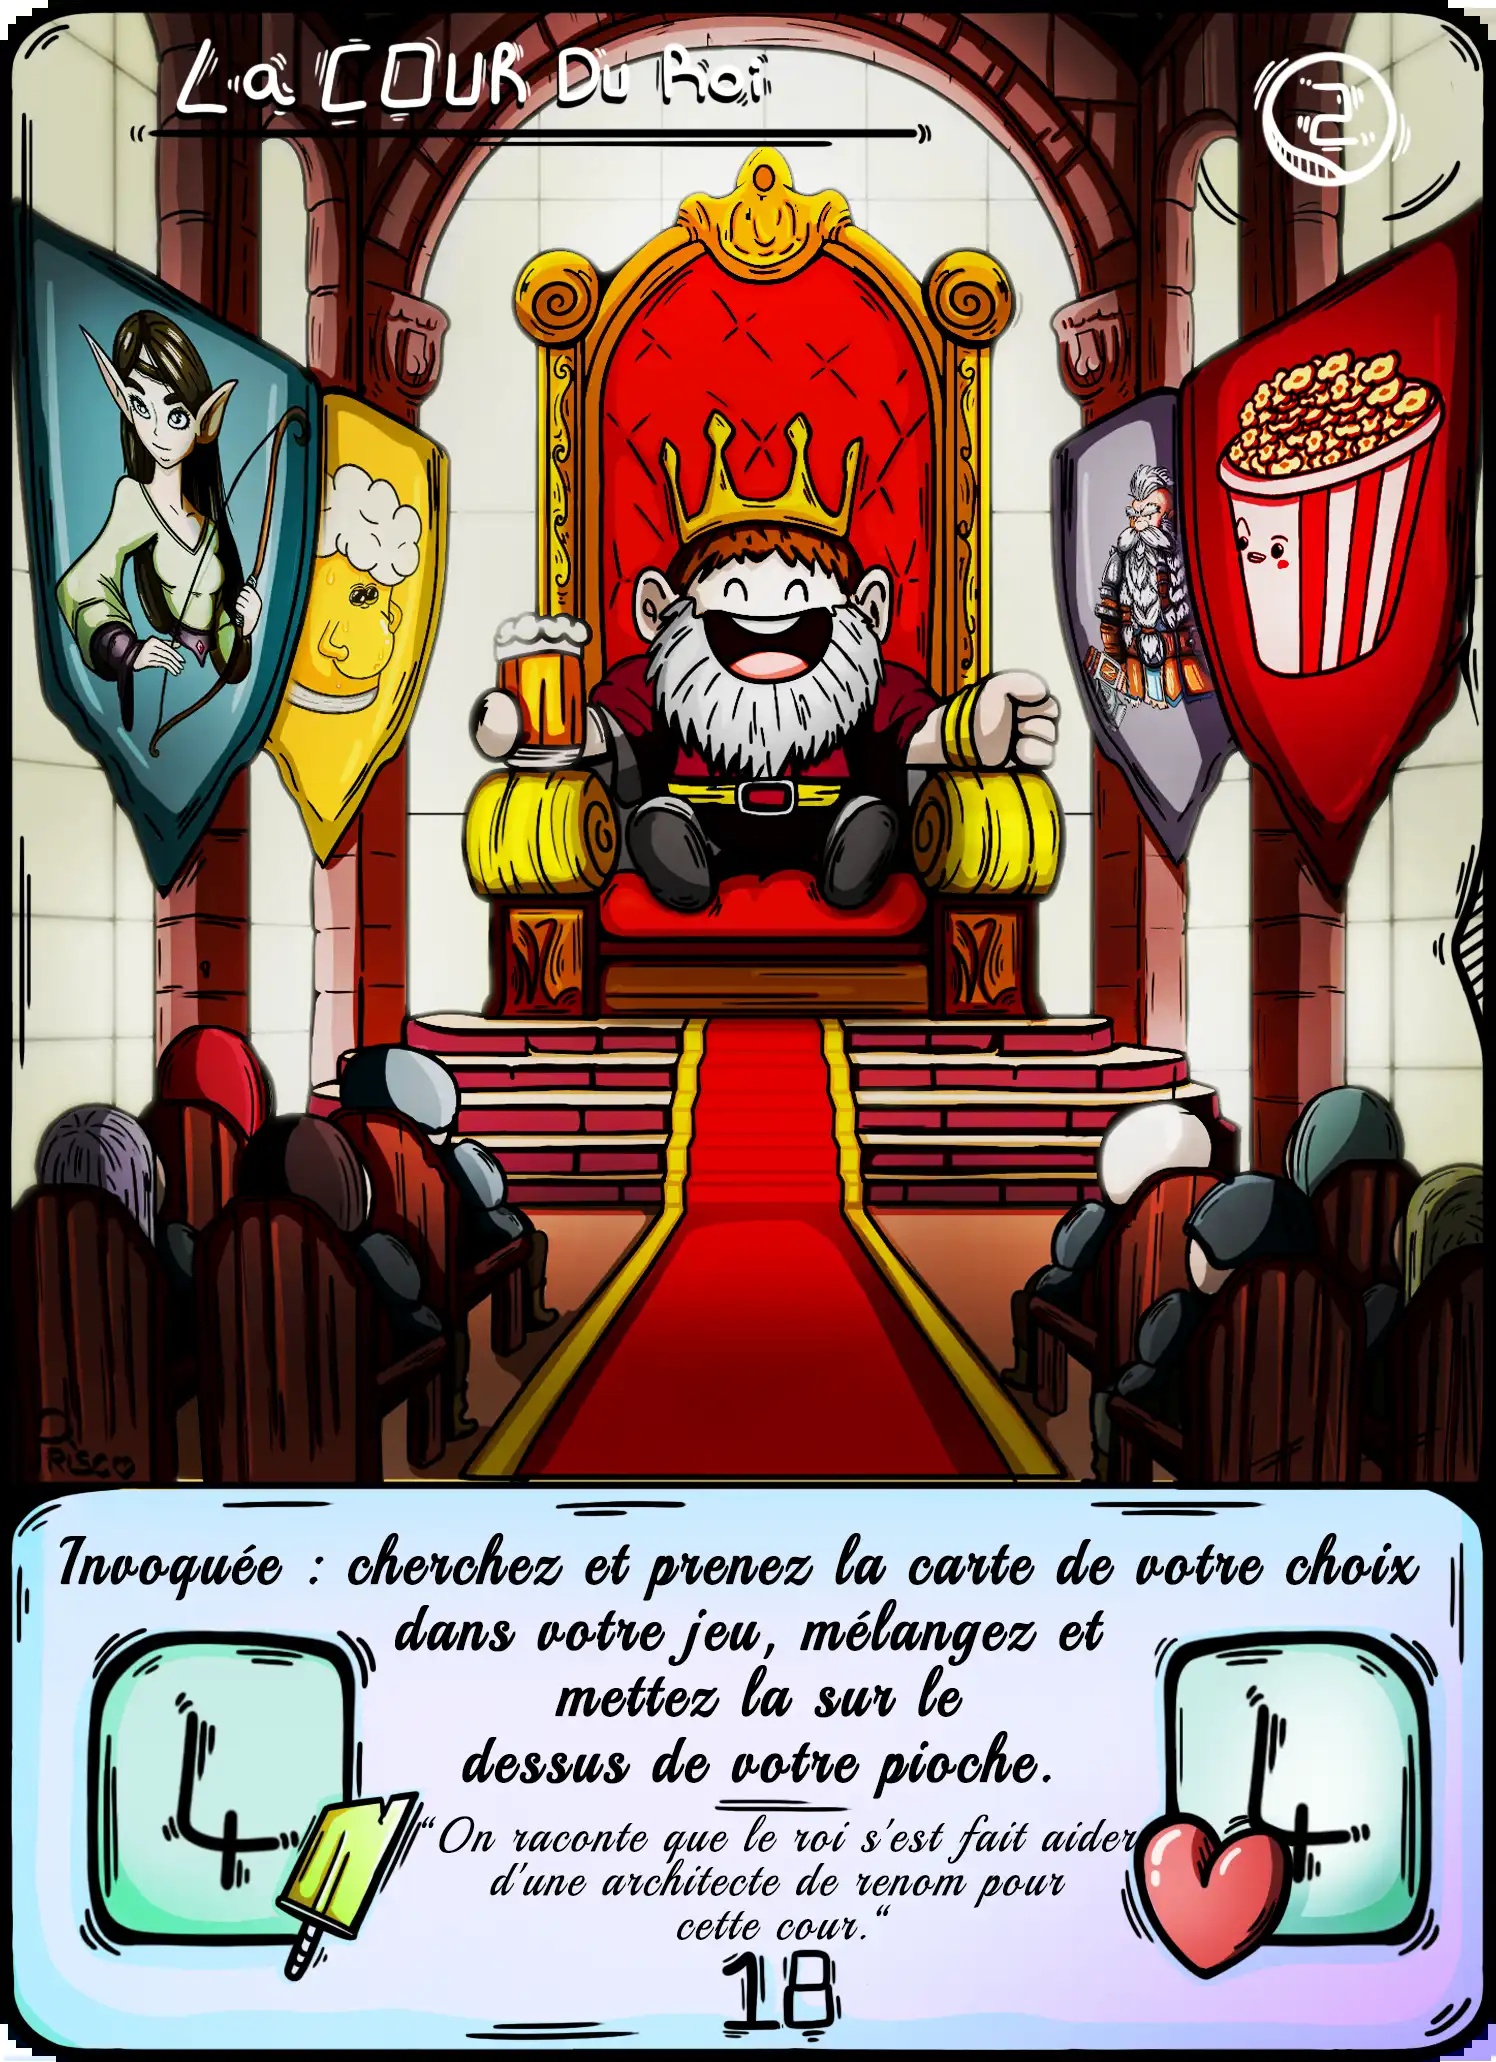 La COUR Du Roi
2
RISCO
Invoquée : cherchez et prenez la carte de votre choix
dans votre jeu, mélangez et
mettez la sur le
dessus de votre pioche.
4
4
“On raconte que le roi s'est fait aider
d'une architecte de renom pour
cette cour.“
18